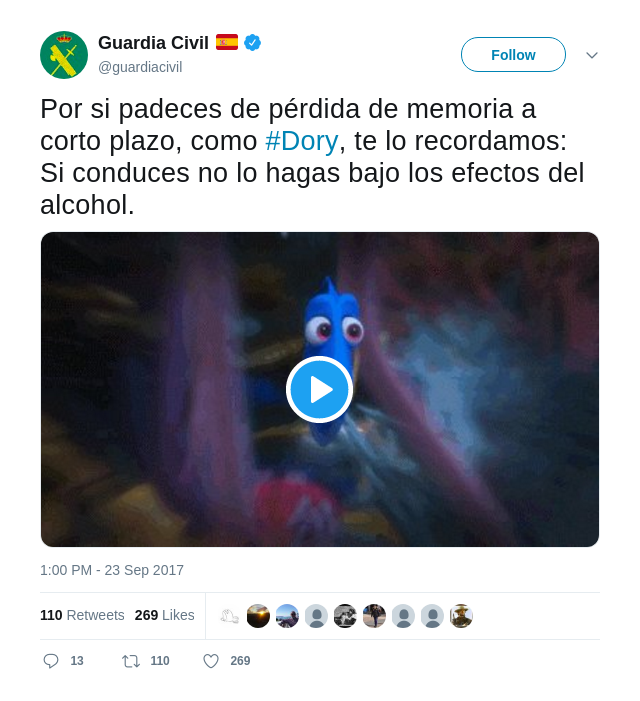 Guardia Civil
@guardiacivil
Follow
Por si padeces de pérdida de memoria a
corto plazo, como #Dory, te lo recordamos:
Si conduces no lo hagas bajo los efectos del
alcohol.
1:00 PM - 23 Sep 2017
110 Retweets 269 Likes
13 110 269